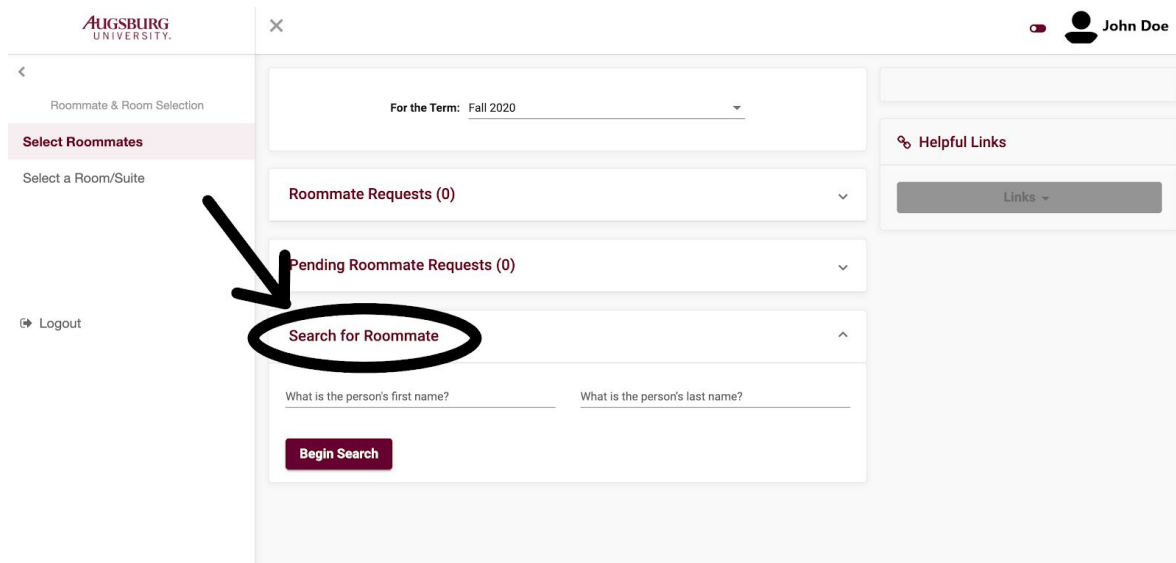 AUGSBURG
UNIVERSITY.
John Doe
Roommate & Room Selection
Select Roommates
Select a Room/Suite
Logout
For the Term: Fall 2020
Roommate Requests (0)
Pending Roommate Requests (0)
Search for Roommate
What is the person's first name? What is the person's last name?
Begin Search
Helpful Links
Links